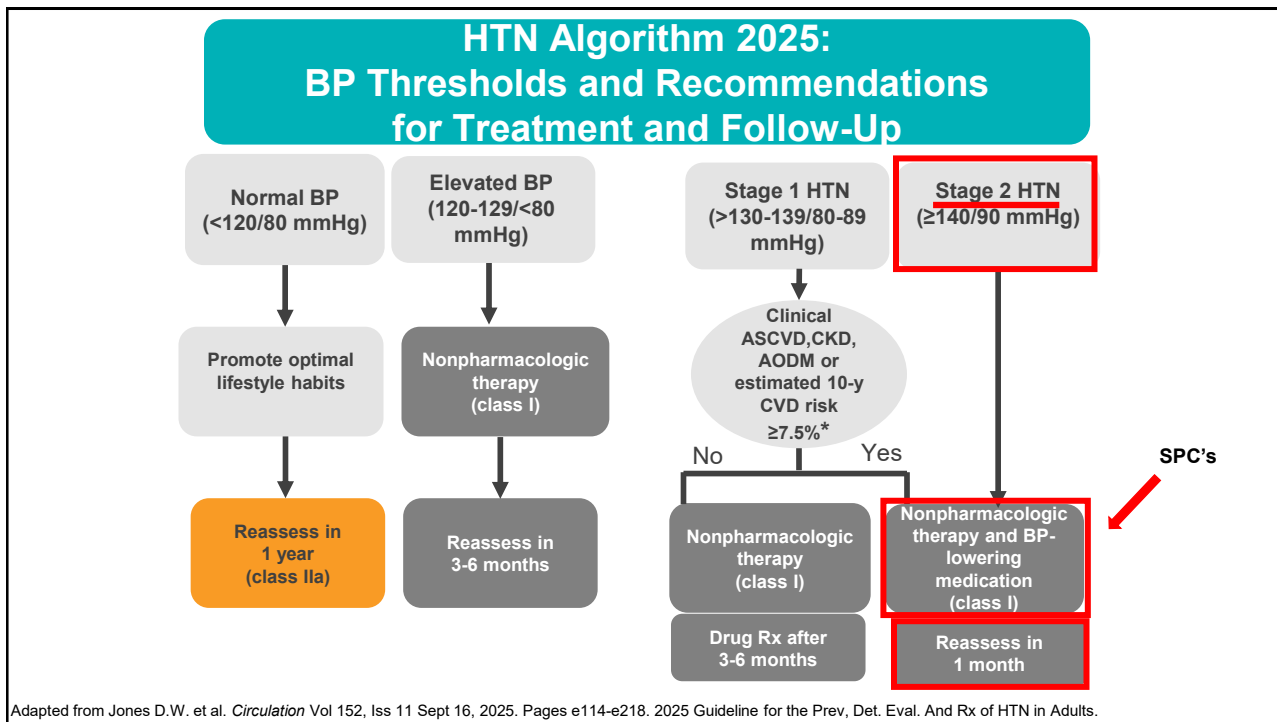 HTN Algorithm 2025:
BP Thresholds and Recommendations
for Treatment and Follow-Up
Normal BP
(<120/80 mmHg)
Elevated BP
(120-129/<80
mmHg)
Stage 1 HTN
(>130-139/80-89
mmHg)
Stage 2 HTN
(≥140/90 mmHg)
Promote optimal
lifestyle habits
Nonpharmacologic
therapy
(class I)
Clinical
ASCVD,CKD,
AODM or
estimated 10-y
CVD risk
≥7.5%*
No
Yes
SPC's
Reassess in
1 year
(class IIa)
Reassess in
3-6 months
Nonpharmacologic
therapy
(class I)
Nonpharmacologic
therapy and BP-
lowering
medication
(class I)
Drug Rx after
3-6 months
Reassess in
1 month
Adapted from Jones D.W. et al. Circulation Vol 152, Iss 11 Sept 16, 2025. Pages e114-e218. 2025 Guideline for the Prev, Det. Eval. And Rx of HTN in Adults.